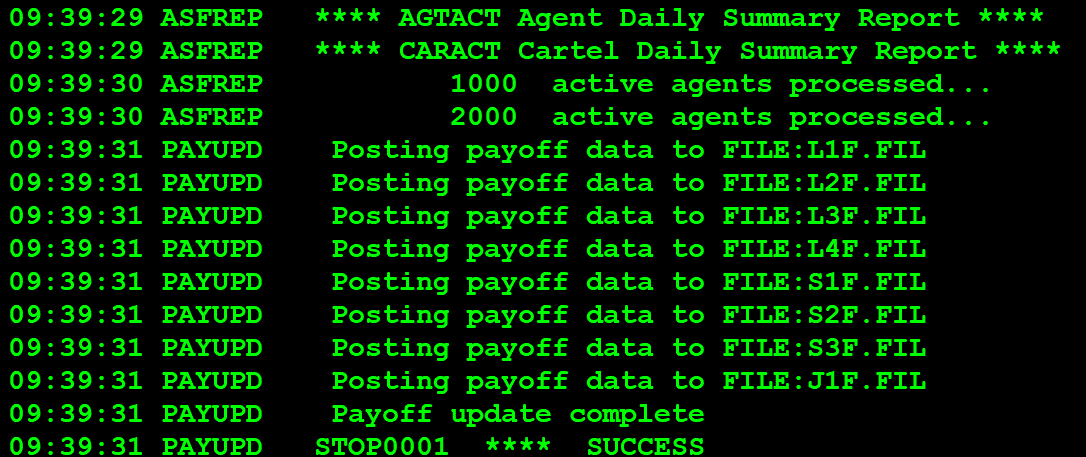 09:39:29 ASFREP   **** AGTACT Agent Daily Summary Report ****
09:39:29 ASFREP   **** CARACT Cartel Daily Summary Report ****
09:39:30 ASFREP           1000  active agents processed...
09:39:30 ASFREP           2000  active agents processed...
09:39:31 PAYUPD    Posting payoff data to FILE:L1F.FIL
09:39:31 PAYUPD    Posting payoff data to FILE:L2F.FIL
09:39:31 PAYUPD    Posting payoff data to FILE:L3F.FIL
09:39:31 PAYUPD    Posting payoff data to FILE:L4F.FIL
09:39:31 PAYUPD    Posting payoff data to FILE:S1F.FIL
09:39:31 PAYUPD    Posting payoff data to FILE:S2F.FIL
09:39:31 PAYUPD    Posting payoff data to FILE:S3F.FIL
09:39:31 PAYUPD    Posting payoff data to FILE:J1F.FIL
09:39:31 PAYUPD    Payoff update complete
09:39:31 PAYUPD   STOP0001  ****  SUCCESS